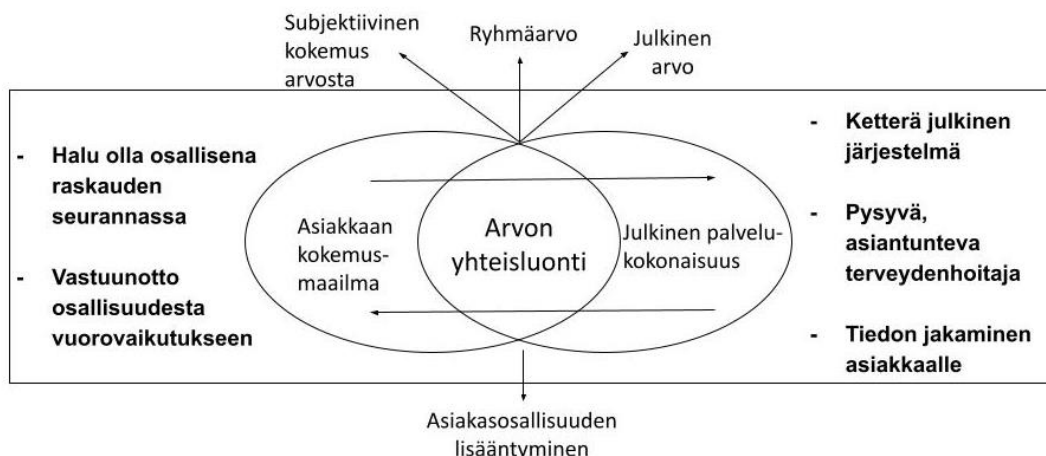 Subjektiivinen
kokemus
arvosta
Ryhmäarvo
Julkinen
arvo
- Halu olla osallisena
raskauden
seurannassa
- Vastuunotto
osallisuudesta
vuorovaikutukseen
Asiakkaan
kokemus-
maailma
Arvon
yhteisluonti
Julkinen palvelu-
kokonaisuus
- Ketterä julkinen
järjestelmä
- Pysyvä,
asiantunteva
terveydenhoitaja
- Tiedon jakaminen
asiakkaalle
Asiakasosallisuuden
lisääntyminen